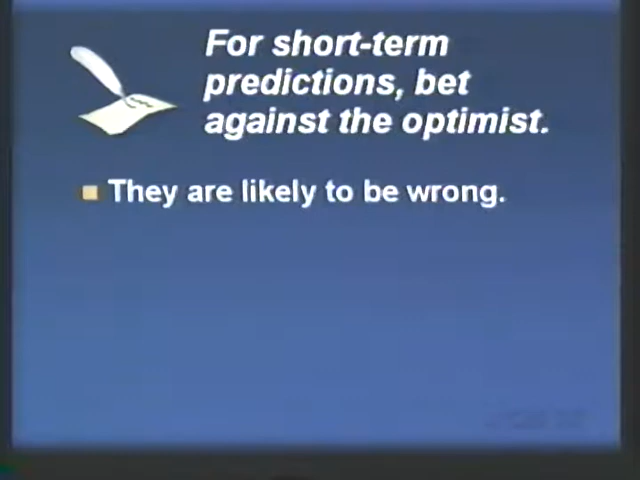 For short-term
predictions, bet
against the optimist.
They are likely to be wrong.